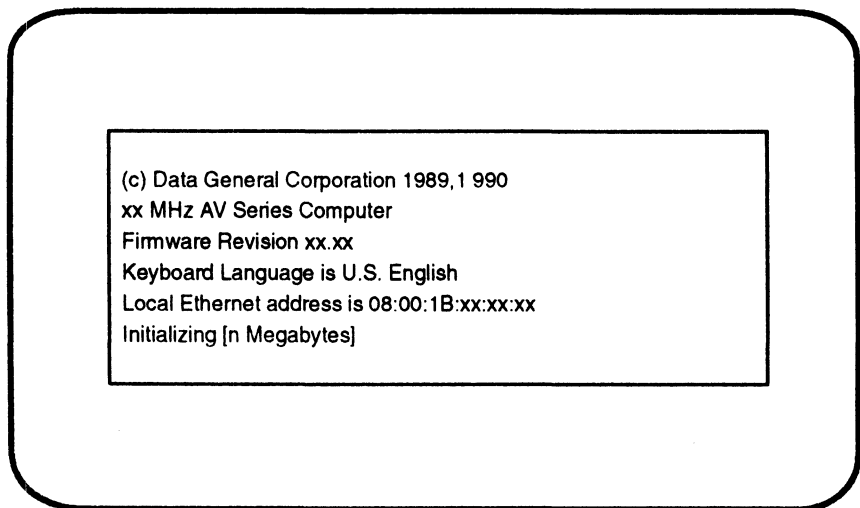 (c) Data General Corporation 1989,1 990
xx MHz AV Series Computer
Firmware Revision xx.xx
Keyboard Language is U.S. English
Local Ethernet address is 08:00:1B:xx:xx:xx
Initializing [n Megabytes]